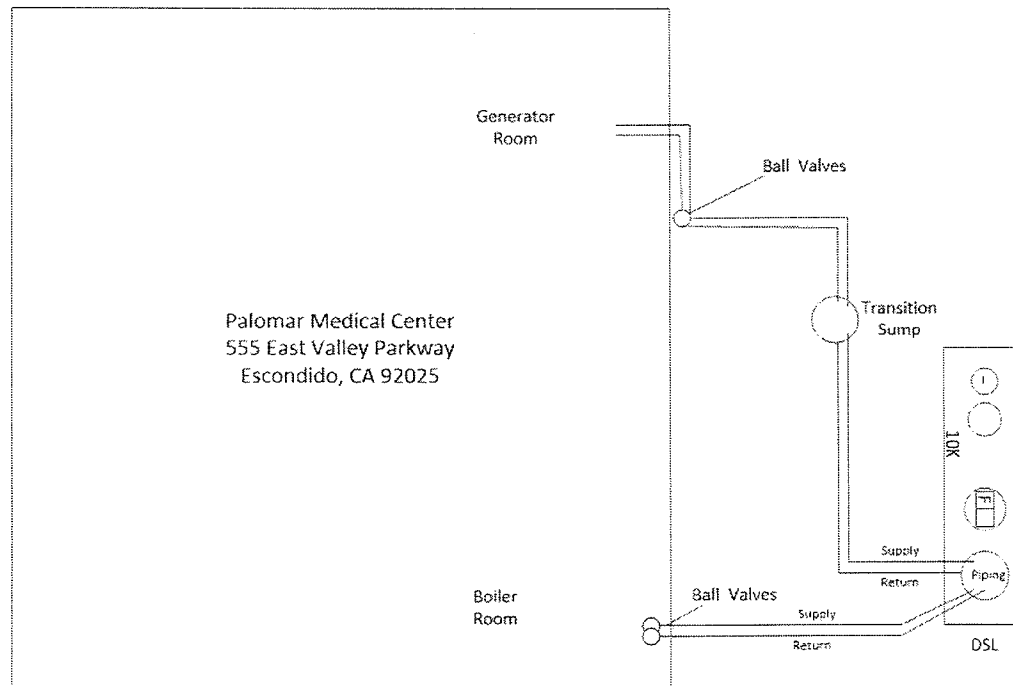 Generator
Room
Ball Valves
Palomar Medical Center
555 East Valley Parkway
Escondido, CA 92025
Transition
Sump
I
10K
F
Supply
Return
Piping
Boiler
Room
Ball Valves
Supply
Return
DSL